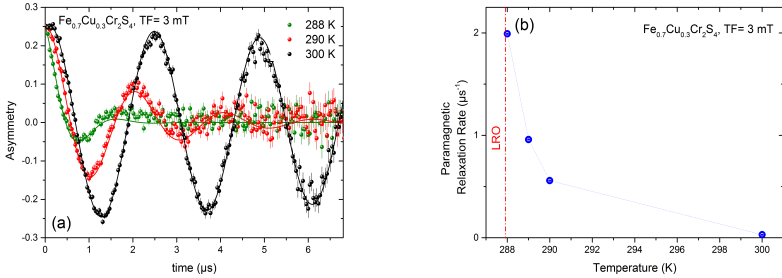 Fe₀.₇Cu₀.₃Cr₂S₄, TF= 3 mT
288 K
290 K
300 K
0.3
0.2
0.1
0.0
-0.1
-0.2
-0.3
Asymmetry
(a)
0 1 2 3 4 5 6
time (µs)
(b)
Fe₀.₇Cu₀.₃Cr₂S₄, TF= 3 mT
2
1
0
Paramagnetic
Relaxation Rate (µs⁻¹)
LRO
287 288 289 290 292 294 296 298 300
Temperature (K)